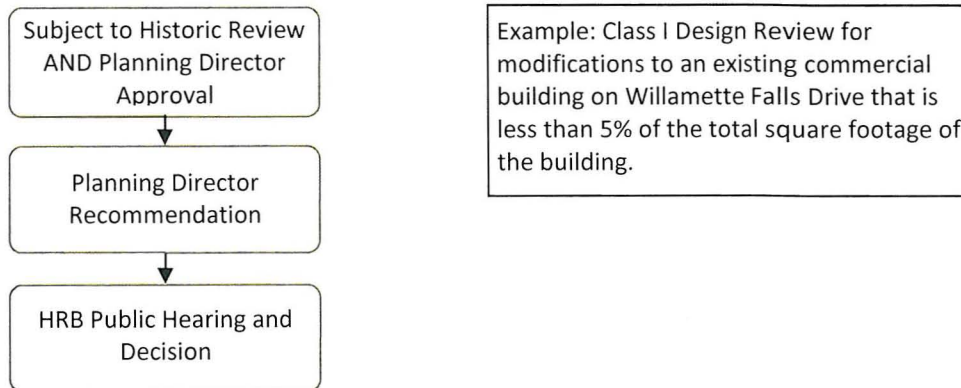 Subject to Historic Review
AND Planning Director
Approval
Planning Director
Recommendation
HRB Public Hearing and
Decision
Example: Class I Design Review for
modifications to an existing commercial
building on Willamette Falls Drive that is
less than 5% of the total square footage of
the building.